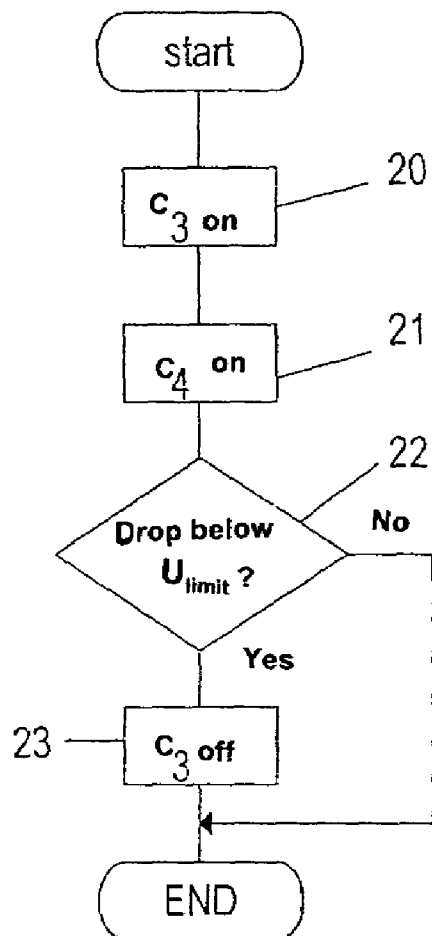 start
C3 on
20
C4 on
21
22
Drop below
Ulimit ?
No
Yes
23
C3 off
END